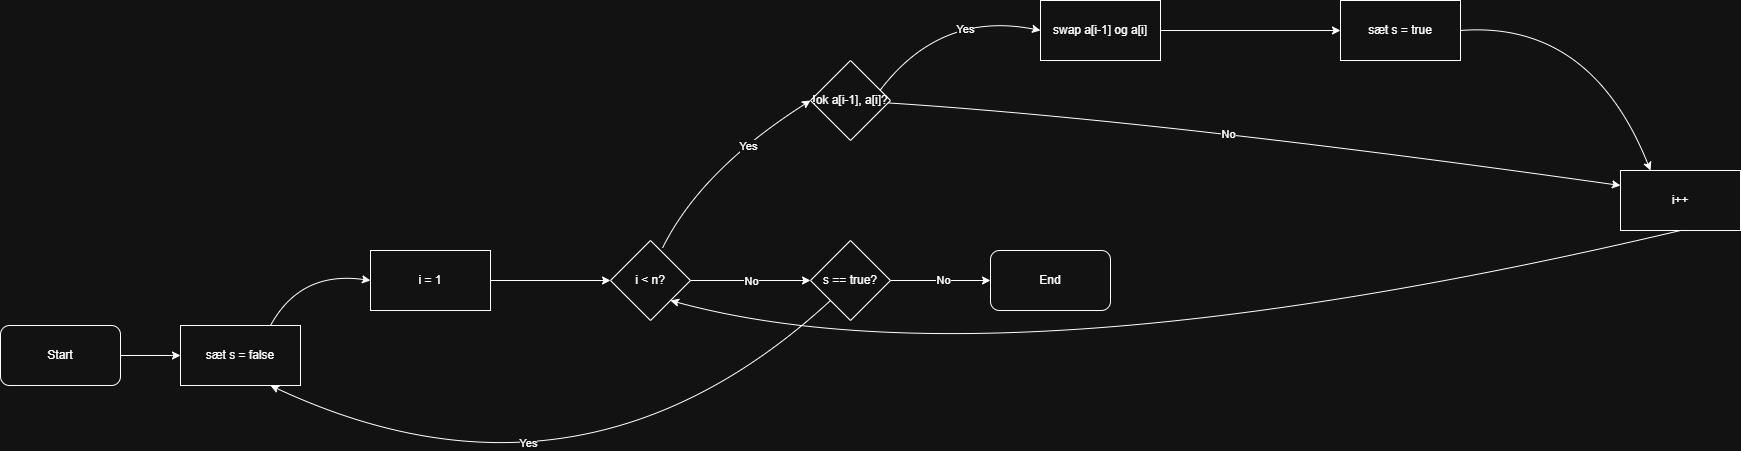 Yes
swap a[i-1] og a[i]
sæt s = true
!ok a[i-1], a[i]?
No
Yes
i++
i = 1
i < n?
No
s == true?
No
End
Start
sæt s = false
Yes